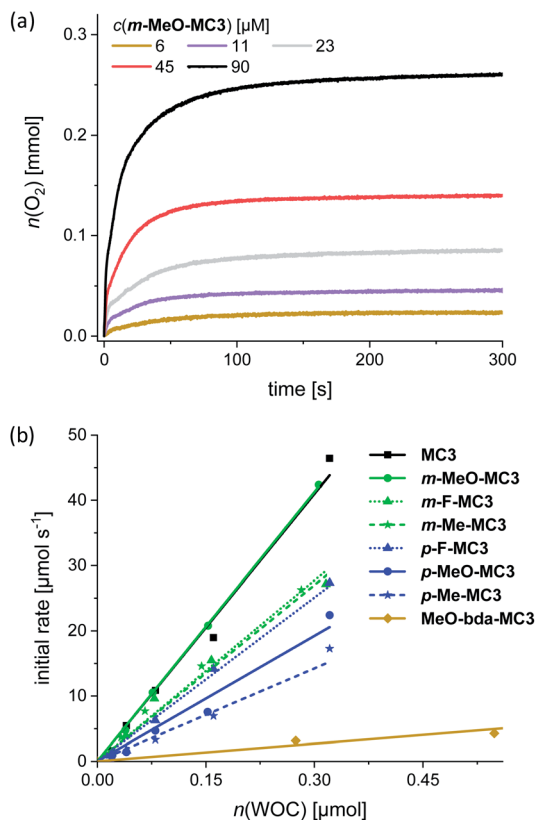 (a)
c(m-MeO-MC3) [μM]
6 11 23
45 90
n(O₂) [mmol]
0.3
0.2
0.1
0.0
0 100 200 300
time [s]
(b)
initial rate [μmol s⁻¹]
50
40
30
20
10
0
0.00 0.15 0.30 0.45
n(WOC) [μmol]
MC3
m-MeO-MC3
m-F-MC3
m-Me-MC3
p-F-MC3
p-MeO-MC3
p-Me-MC3
MeO-bda-MC3